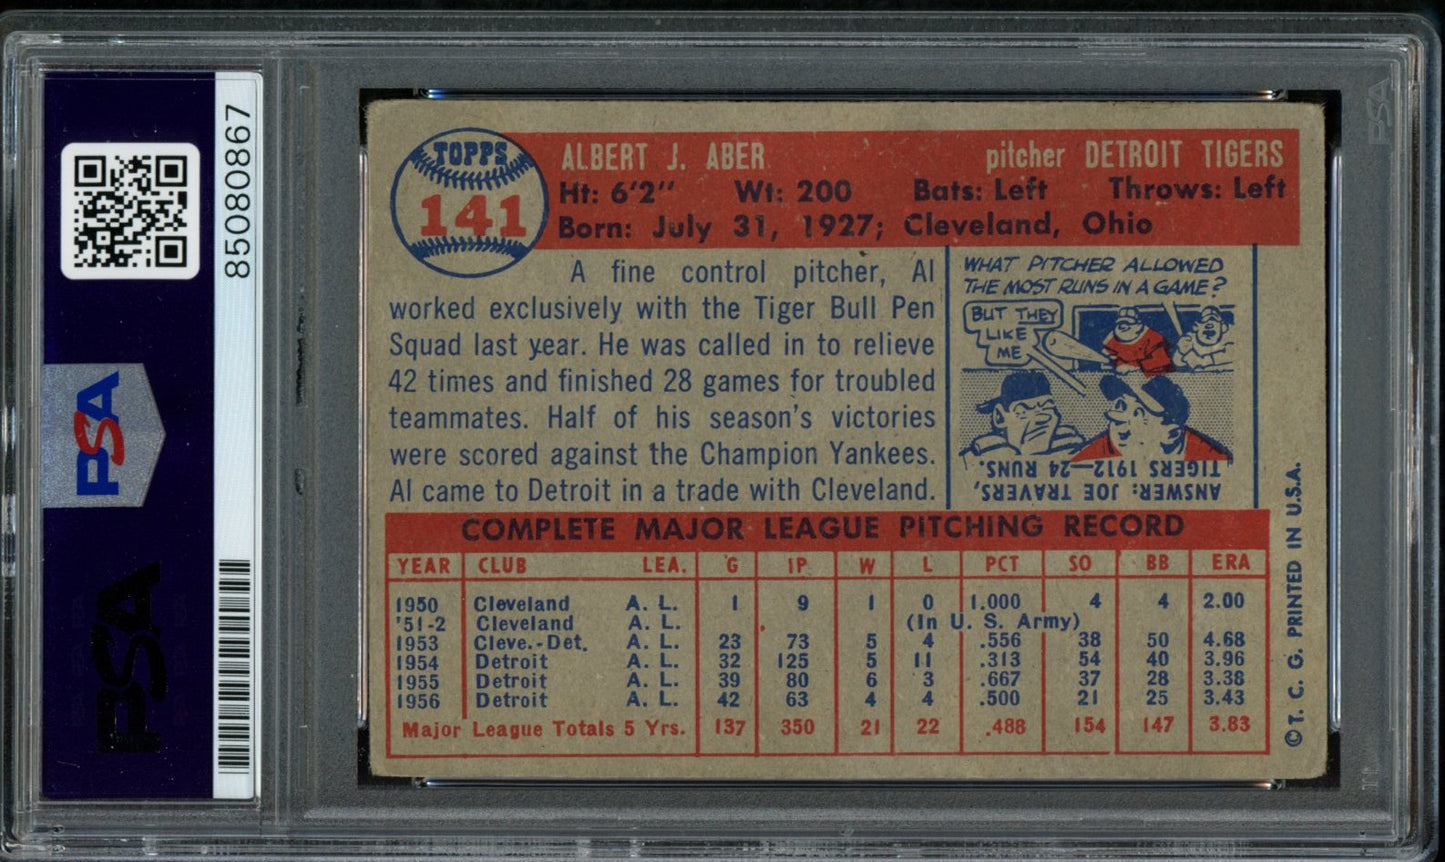 85080867
PSA
PSA
PSA
TOPPS
141
ALBERT J. ABER pitcher DETROIT TIGERS
Ht: 6'2" Wt: 200 Bats: Left Throws: Left
Born: July 31, 1927; Cleveland, Ohio
A fine control pitcher, Al
worked exclusively with the Tiger Bull Pen
Squad last year. He was called in to relieve
42 times and finished 28 games for troubled
teammates. Half of his season's victories
were scored against the Champion Yankees.
Al came to Detroit in a trade with Cleveland.
WHAT PITCHER ALLOWED
THE MOST RUNS IN A GAME?
BUT THEY
LIKE
ME
ANSWER: JOE TRAVERS,
TIGERS 1912—24 RUNS.
COMPLETE MAJOR LEAGUE PITCHING RECORD
YEAR CLUB LEA. G IP W L PCT SO BB ERA
1950 Cleveland A. L. 1 9 1 0 1.000 4 4 2.00
'51-2 Cleveland A. L. (In U. S. Army)
1953 Cleve.-Det. A. L. 23 73 5 4 .556 38 50 4.68
1954 Detroit A. L. 32 125 5 11 .313 54 40 3.96
1955 Detroit A. L. 39 80 6 3 .667 37 28 3.38
1956 Detroit A. L. 42 63 4 4 .500 21 25 3.43
Major League Totals 5 Yrs. 137 350 21 22 .488 154 147 3.83
©T. C. G. PRINTED IN U.S.A.